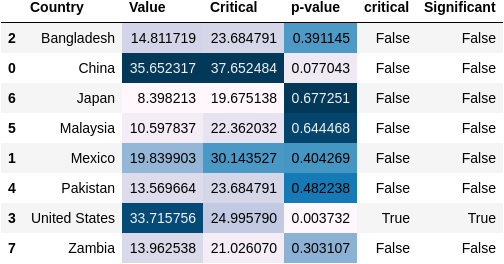 Country Value Critical p-value critical Significant
2 Bangladesh 14.811719 23.684791 0.391145 False False
0 China 35.652317 37.652484 0.077043 False False
6 Japan 8.398213 19.675138 0.677251 False False
5 Malaysia 10.597837 22.362032 0.644468 False False
1 Mexico 19.839903 30.143527 0.404269 False False
4 Pakistan 13.569664 23.684791 0.482238 False False
3 United States 33.715756 24.995790 0.003732 True True
7 Zambia 13.962538 21.026070 0.303107 False False